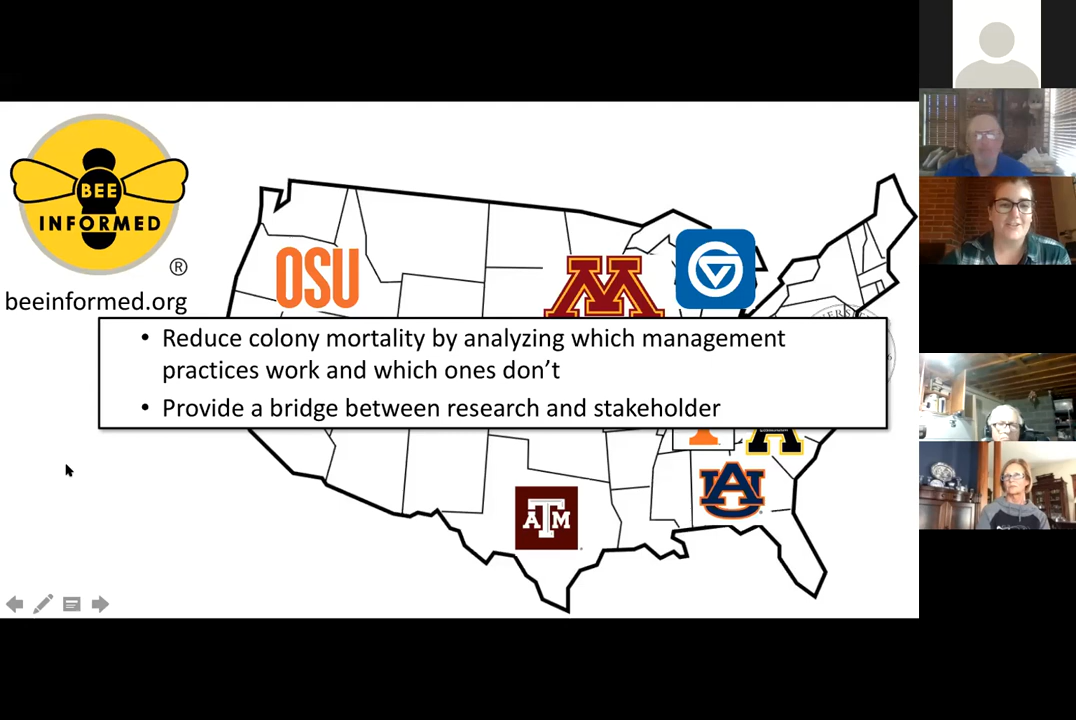 BEE
INFORMED
®
beeinformed.org
OSU
M
• Reduce colony mortality by analyzing which management
practices work and which ones don’t
• Provide a bridge between research and stakeholder
T
A
AU
ATM